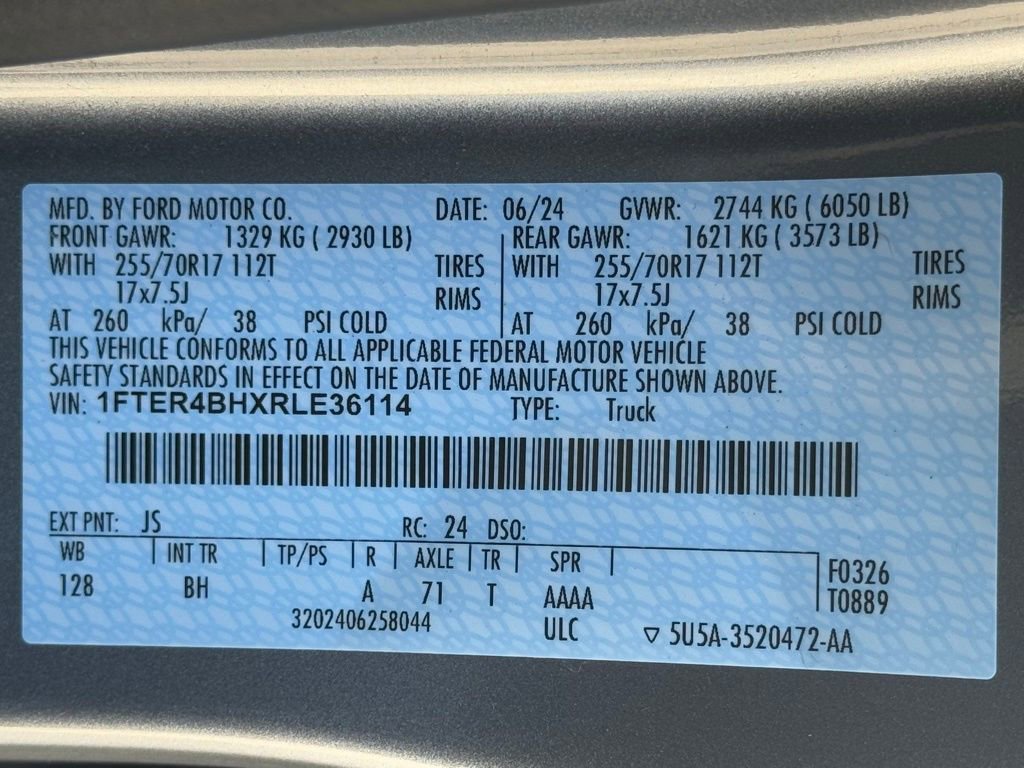 MFD. BY FORD MOTOR CO. DATE: 06/24 GVWR: 2744 KG ( 6050 LB)
FRONT GAWR: 1329 KG ( 2930 LB) REAR GAWR: 1621 KG ( 3573 LB)
WITH 255/70R17 112T TIRES WITH 255/70R17 112T TIRES
17x7.5J RIMS 17x7.5J RIMS
AT 260 kPa/ 38 PSI COLD AT 260 kPa/ 38 PSI COLD
THIS VEHICLE CONFORMS TO ALL APPLICABLE FEDERAL MOTOR VEHICLE
SAFETY STANDARDS IN EFFECT ON THE DATE OF MANUFACTURE SHOWN ABOVE.
VIN: 1FTER4BHXRLE36114 TYPE: Truck
EXT PNT: JS RC: 24 DSO:
WB INT TR TP/PS R AXLE TR SPR F0326
128 BH A 71 T AAAA T0889
3202406258044 ULC ▽ 5U5A-3520472-AA